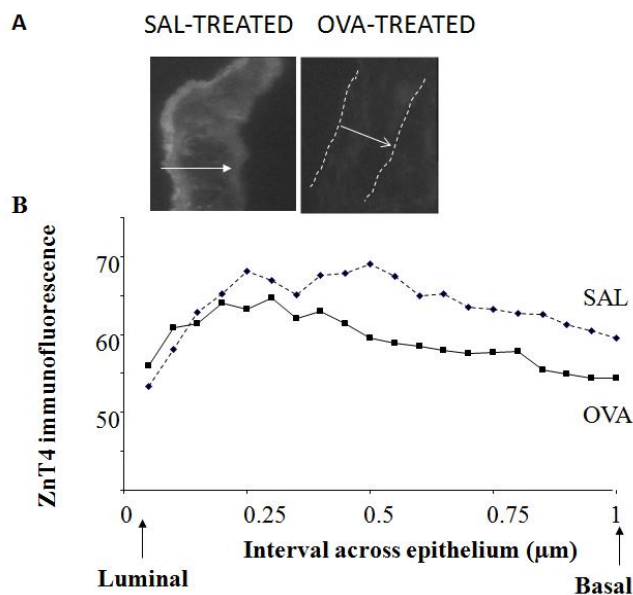 A
SAL-TREATED OVA-TREATED
B
ZnT4 immunofluorescence
70
60
50
SAL
OVA
0 0.25 0.5 0.75 1
Interval across epithelium (µm)
Luminal
Basal